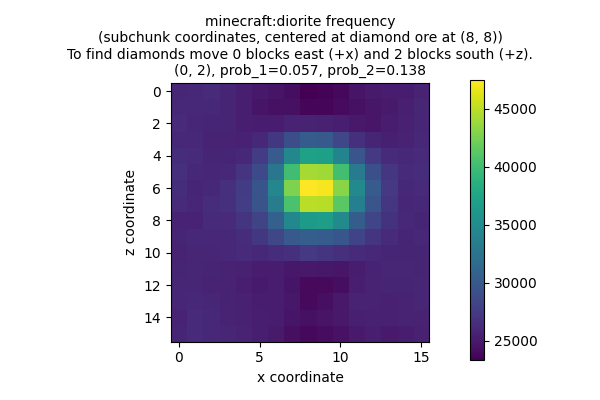 minecraft:diorite frequency
(subchunk coordinates, centered at diamond ore at (8, 8))
To find diamonds move 0 blocks east (+x) and 2 blocks south (+z).
(0, 2), prob_1=0.057, prob_2=0.138
0
2
4
6
8
10
12
14
z coordinate
0
5
10
15
x coordinate
45000
40000
35000
30000
25000